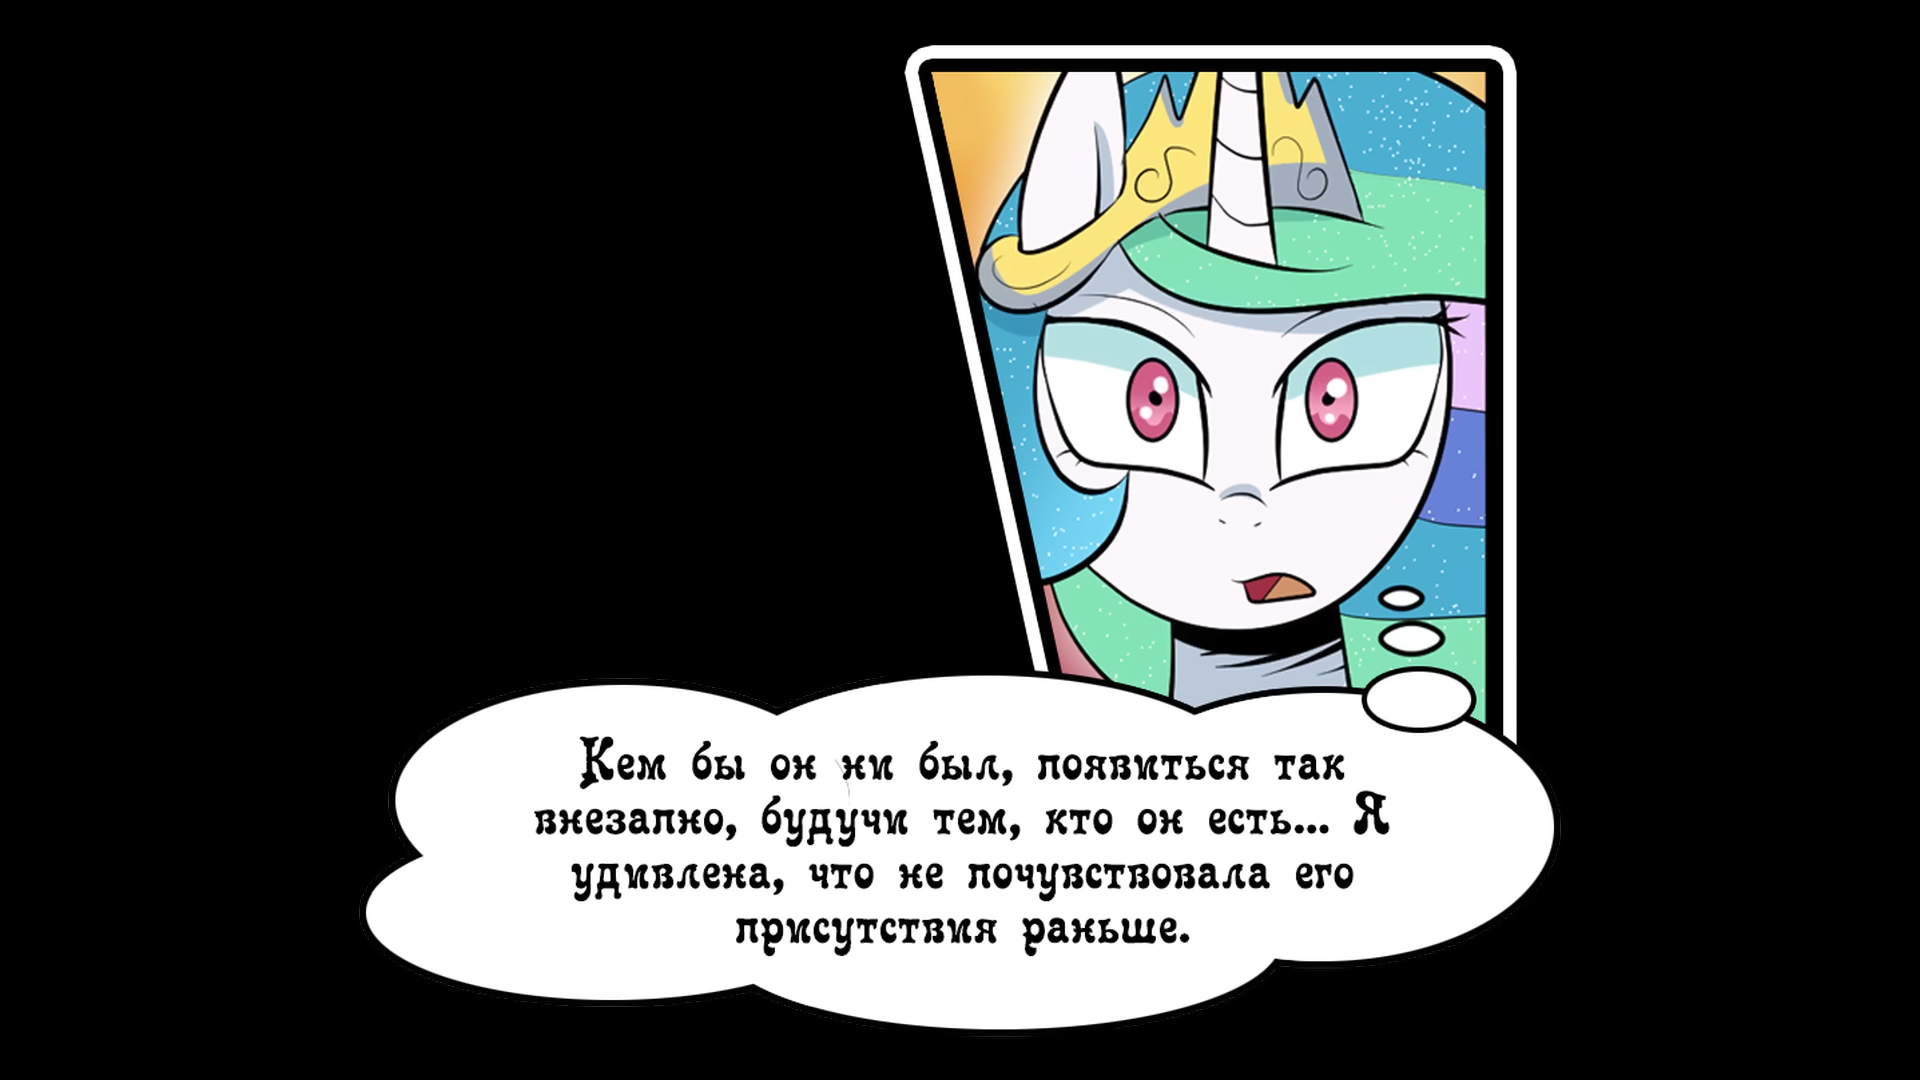 Кем бы он ни был, появиться так
внезапно, будучи тем, кто он есть... Я
удивлена, что не почувствовала его
присутствия раньше.